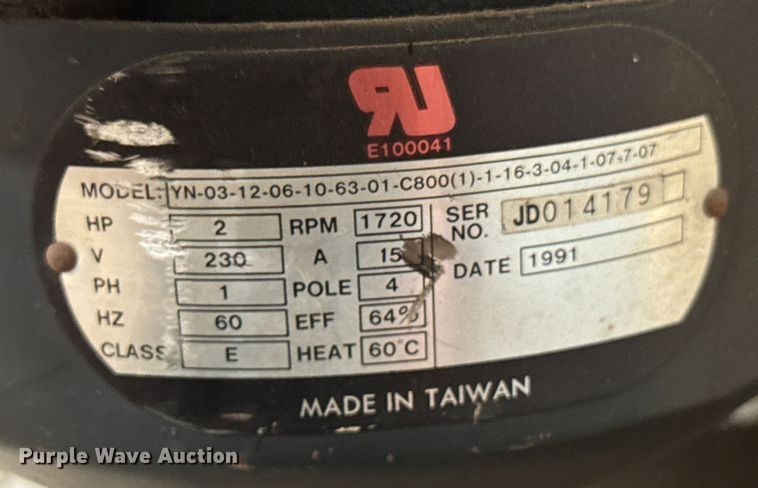 RU
E100041
MODEL: YN-03-12-06-10-63-01-C800(1)-1-16-3-04-1-07-7-07
HP 2 RPM 1720 SER NO. JD014179
V 230 A 15 DATE 1991
PH 1 POLE 4
HZ 60 EFF 64%
CLASS E HEAT 60°C
MADE IN TAIWAN
Purple Wave Auction